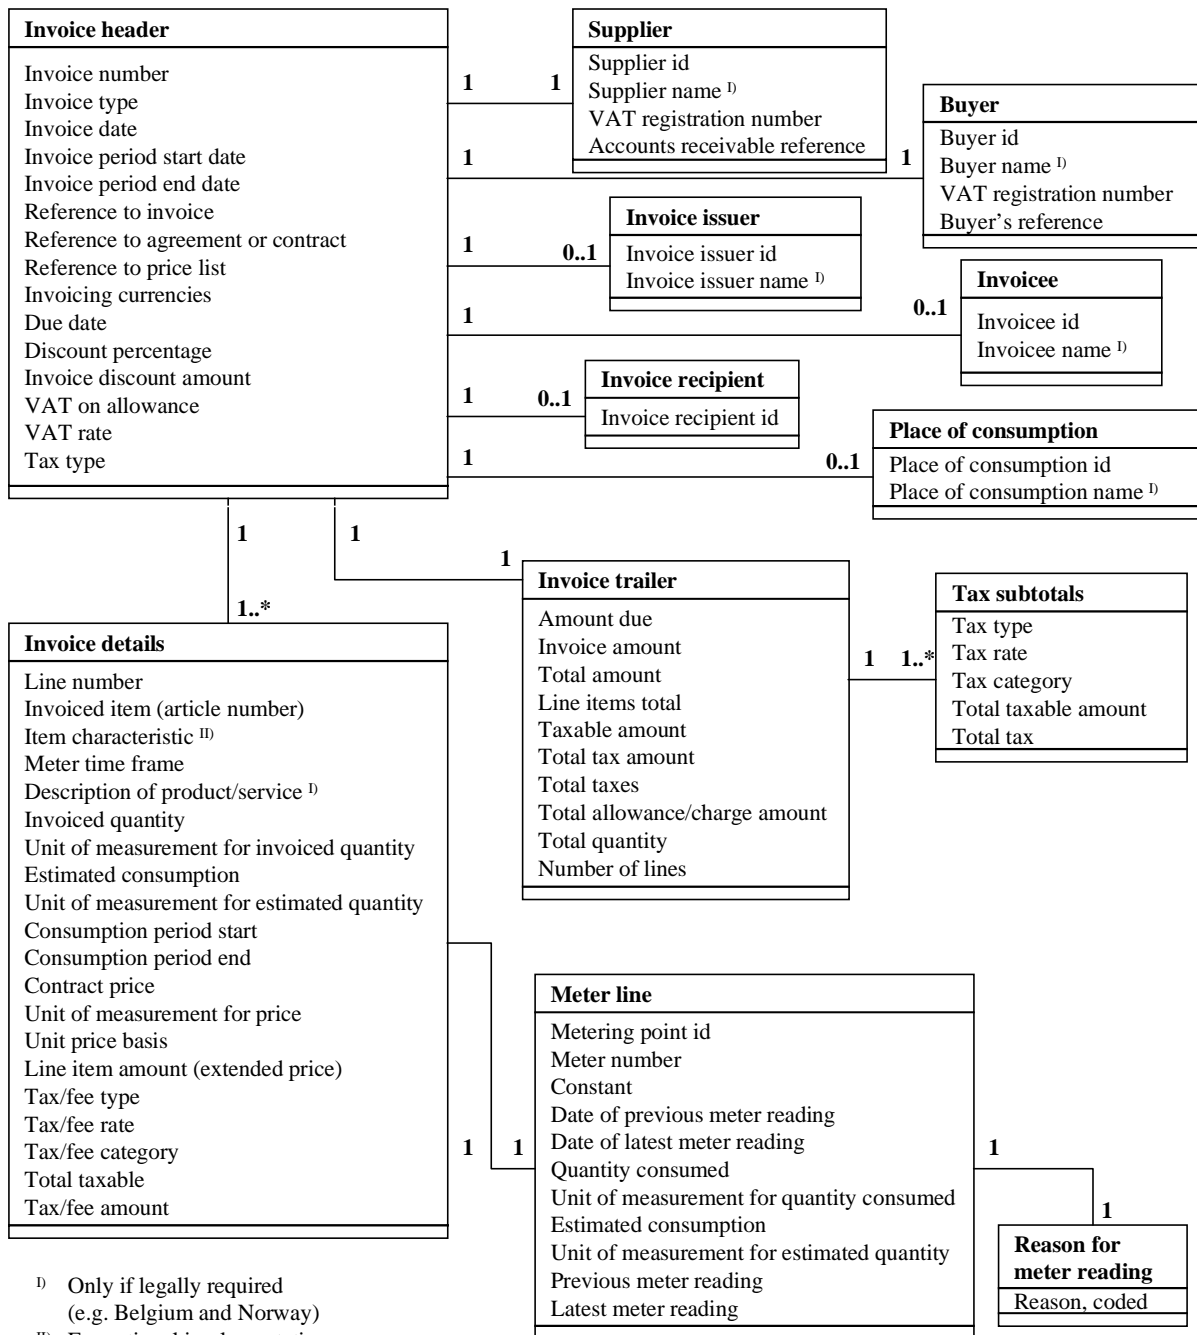 Invoice header
Invoice number
Invoice type
Invoice date
Invoice period start date
Invoice period end date
Reference to invoice
Reference to agreement or contract
Reference to price list
Invoicing currencies
Due date
Discount percentage
Invoice discount amount
VAT on allowance
VAT rate
Tax type
1 1
Supplier
Supplier id
Supplier name I)
VAT registration number
Accounts receivable reference
1 1
Buyer
Buyer id
Buyer name I)
VAT registration number
Buyer's reference
1 0..1
Invoice issuer
Invoice issuer id
Invoice issuer name I)
1 0..1
Invoicee
Invoicee id
Invoicee name I)
1 0..1
Invoice recipient
Invoice recipient id
1 0..1
Place of consumption
Place of consumption id
Place of consumption name I)
1 1
1
1..*
Invoice trailer
Amount due
Invoice amount
Total amount
Line items total
Taxable amount
Total tax amount
Total taxes
Total allowance/charge amount
Total quantity
Number of lines
1 1..*
Tax subtotals
Tax type
Tax rate
Tax category
Total taxable amount
Total tax
Invoice details
Line number
Invoiced item (article number)
Item characteristic II)
Meter time frame
Description of product/service I)
Invoiced quantity
Unit of measurement for invoiced quantity
Estimated consumption
Unit of measurement for estimated quantity
Consumption period start
Consumption period end
Contract price
Unit of measurement for price
Unit price basis
Line item amount (extended price)
Tax/fee type
Tax/fee rate
Tax/fee category
Total taxable
Tax/fee amount
1 1
Meter line
Metering point id
Meter number
Constant
Date of previous meter reading
Date of latest meter reading
Quantity consumed
Unit of measurement for quantity consumed
Estimated consumption
Unit of measurement for estimated quantity
Previous meter reading
Latest meter reading
1
1
Reason for
meter reading
Reason, coded
I) Only if legally required
(e.g. Belgium and Norway)